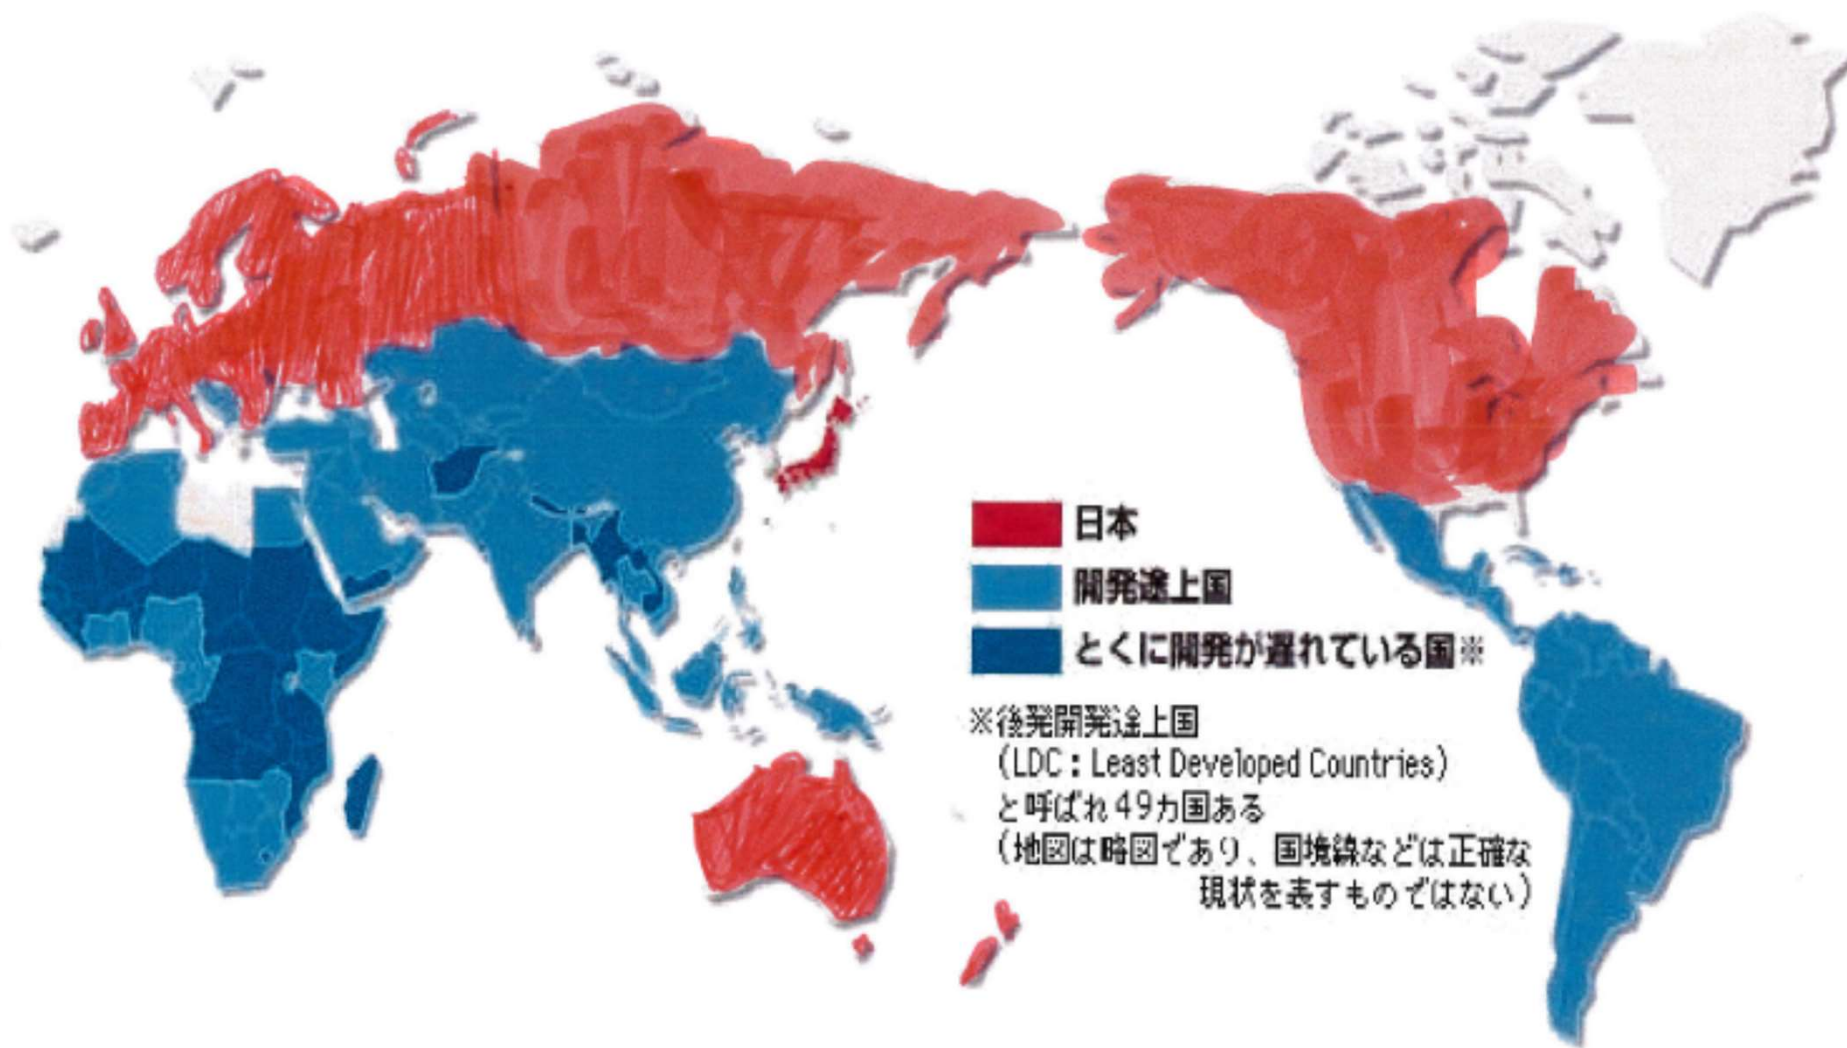 日本
開発途上国
とくに開発が遅れている国※
※後発開発途上国
(LDC:Least Developed Countries)
と呼ばれ49カ国ある
(地図は略図であり、国境線などは正確な
現状を表すものではない)